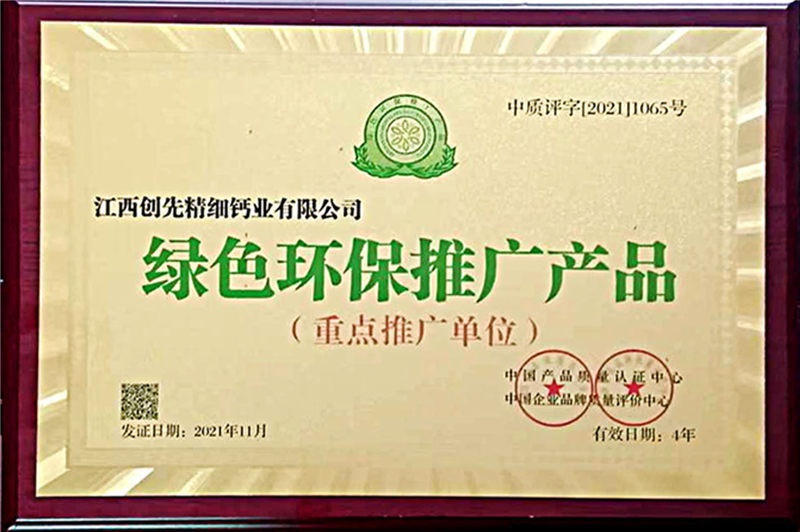 中质评字[2021]1065号
江西创先精细钙业有限公司
绿色环保推广产品
（重点推广单位）
中国产品质量认证中心
中国企业品牌质量评价中心
发证日期：2021年11月
有效日期：4年